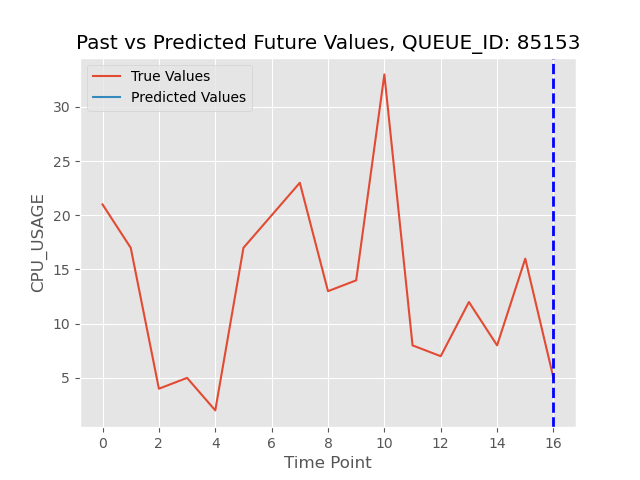 Past vs Predicted Future Values, QUEUE_ID: 85153
True Values
Predicted Values
CPU_USAGE
30
25
20
15
10
5
0 2 4 6 8 10 12 14 16
Time Point